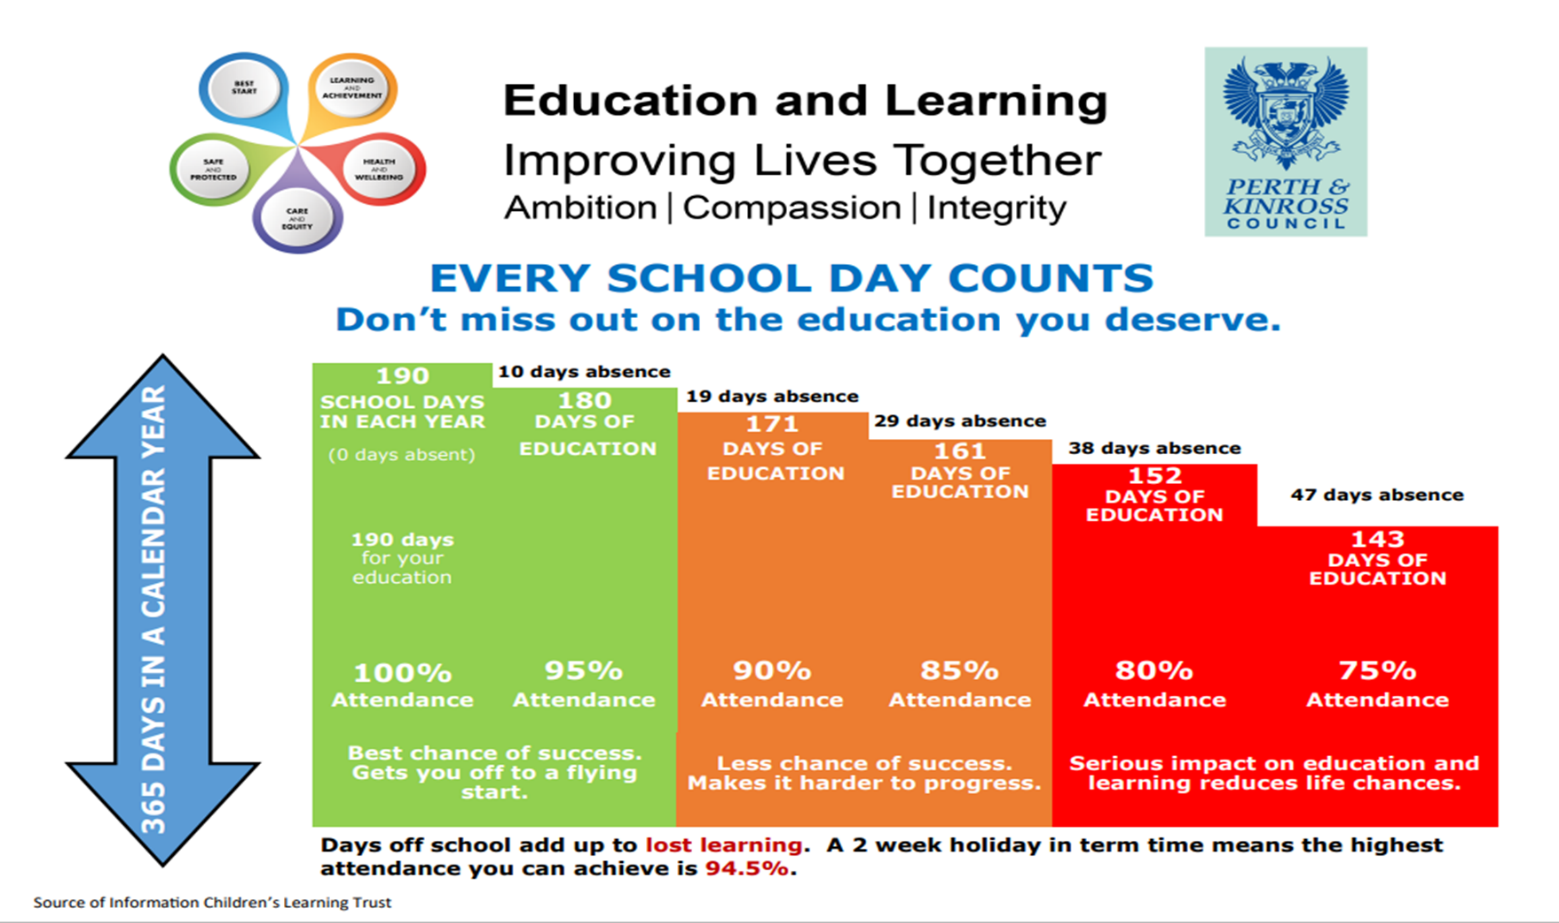 BEST
START
LEARNING
AND
ACHIEVEMENT
SAFE
AND
PROTECTED
HEALTH
AND
WELLBEING
CARE
AND
EQUITY
Education and Learning
Improving Lives Together
Ambition | Compassion | Integrity
PERTH &
KINROSS
COUNCIL
EVERY SCHOOL DAY COUNTS
Don't miss out on the education you deserve.
365 DAYS IN A CALENDAR YEAR
190
SCHOOL DAYS
IN EACH YEAR
(0 days absent)
190 days
for your
education
100%
Attendance
10 days absence
180
DAYS OF
EDUCATION
95%
Attendance
Best chance of success.
Gets you off to a flying
start.
19 days absence
171
DAYS OF
EDUCATION
90%
Attendance
29 days absence
161
DAYS OF
EDUCATION
85%
Attendance
Less chance of success.
Makes it harder to progress.
38 days absence
152
DAYS OF
EDUCATION
80%
Attendance
47 days absence
143
DAYS OF
EDUCATION
75%
Attendance
Serious impact on education and
learning reduces life chances.
Days off school add up to lost learning. A 2 week holiday in term time means the highest
attendance you can achieve is 94.5%.
Source of Information Children's Learning Trust